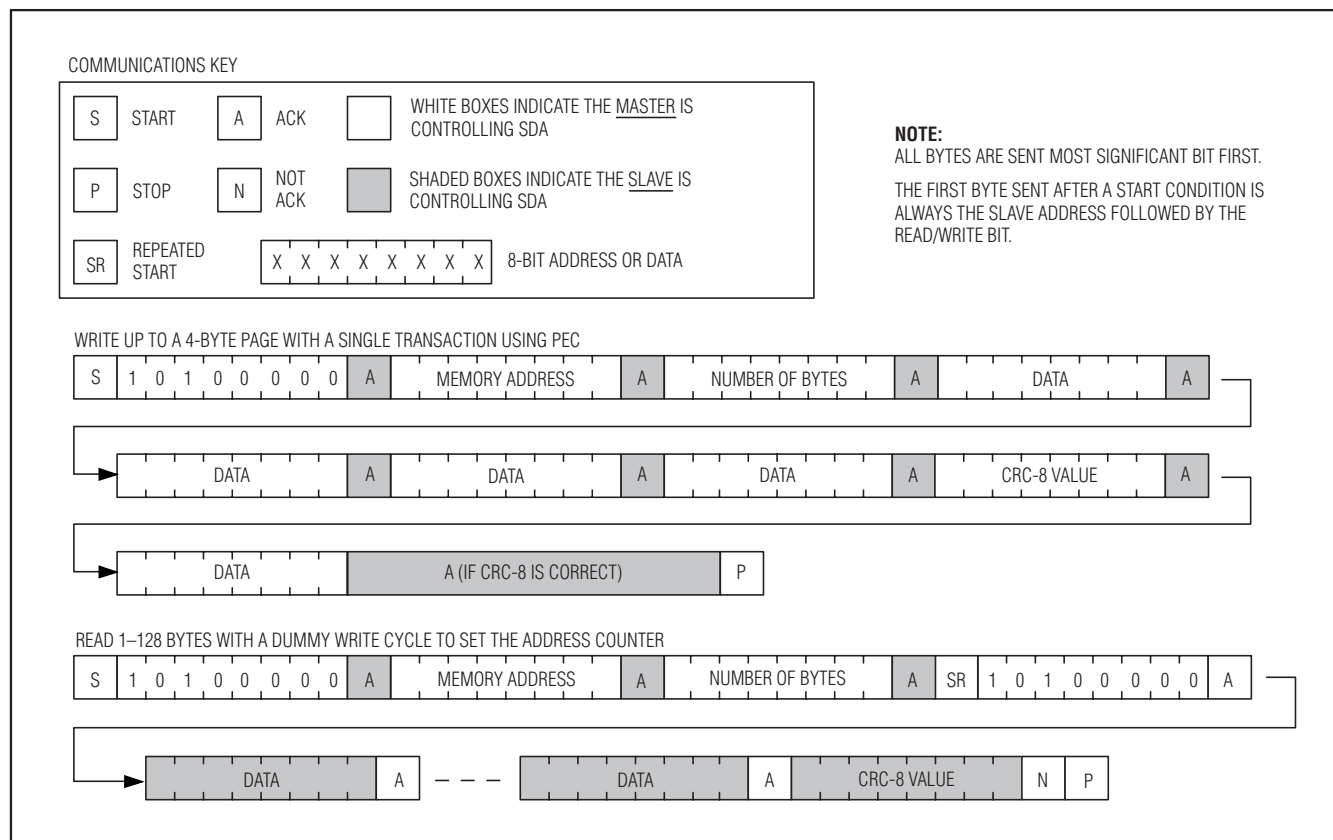 COMMUNICATIONS KEY
S START A ACK WHITE BOXES INDICATE THE MASTER IS
CONTROLLING SDA
P STOP N NOT
ACK SHADED BOXES INDICATE THE SLAVE IS
CONTROLLING SDA
SR REPEATED
START X X X X X X X X 8-BIT ADDRESS OR DATA
NOTE:
ALL BYTES ARE SENT MOST SIGNIFICANT BIT FIRST.
THE FIRST BYTE SENT AFTER A START CONDITION IS
ALWAYS THE SLAVE ADDRESS FOLLOWED BY THE
READ/WRITE BIT.
WRITE UP TO A 4-BYTE PAGE WITH A SINGLE TRANSACTION USING PEC
S 1 0 1 0 0 0 0 0 A MEMORY ADDRESS A NUMBER OF BYTES A DATA A
DATA A DATA A DATA A CRC-8 VALUE A
DATA A (IF CRC-8 IS CORRECT) P
READ 1–128 BYTES WITH A DUMMY WRITE CYCLE TO SET THE ADDRESS COUNTER
S 1 0 1 0 0 0 0 0 A MEMORY ADDRESS A NUMBER OF BYTES A SR 1 0 1 0 0 0 0 0 A
DATA A – – – DATA A CRC-8 VALUE N P